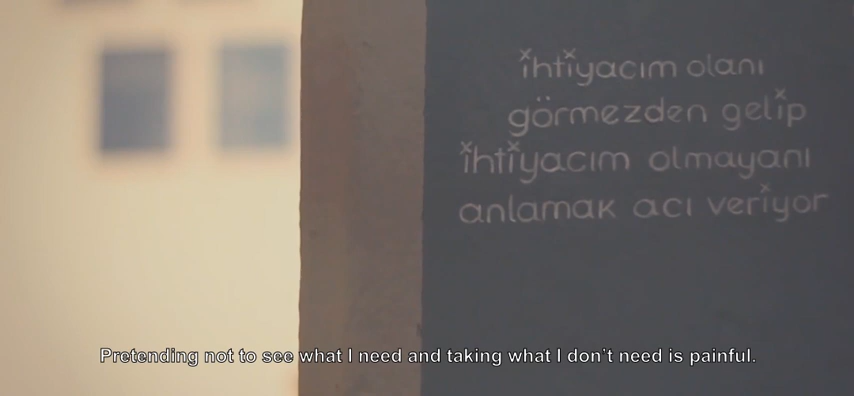 ihtiyacım olanı
görmezden gelip
ihtiyacım olmayanı
anlamak acı veriyor
Pretending not to see what I need and taking what I don't need is painful.